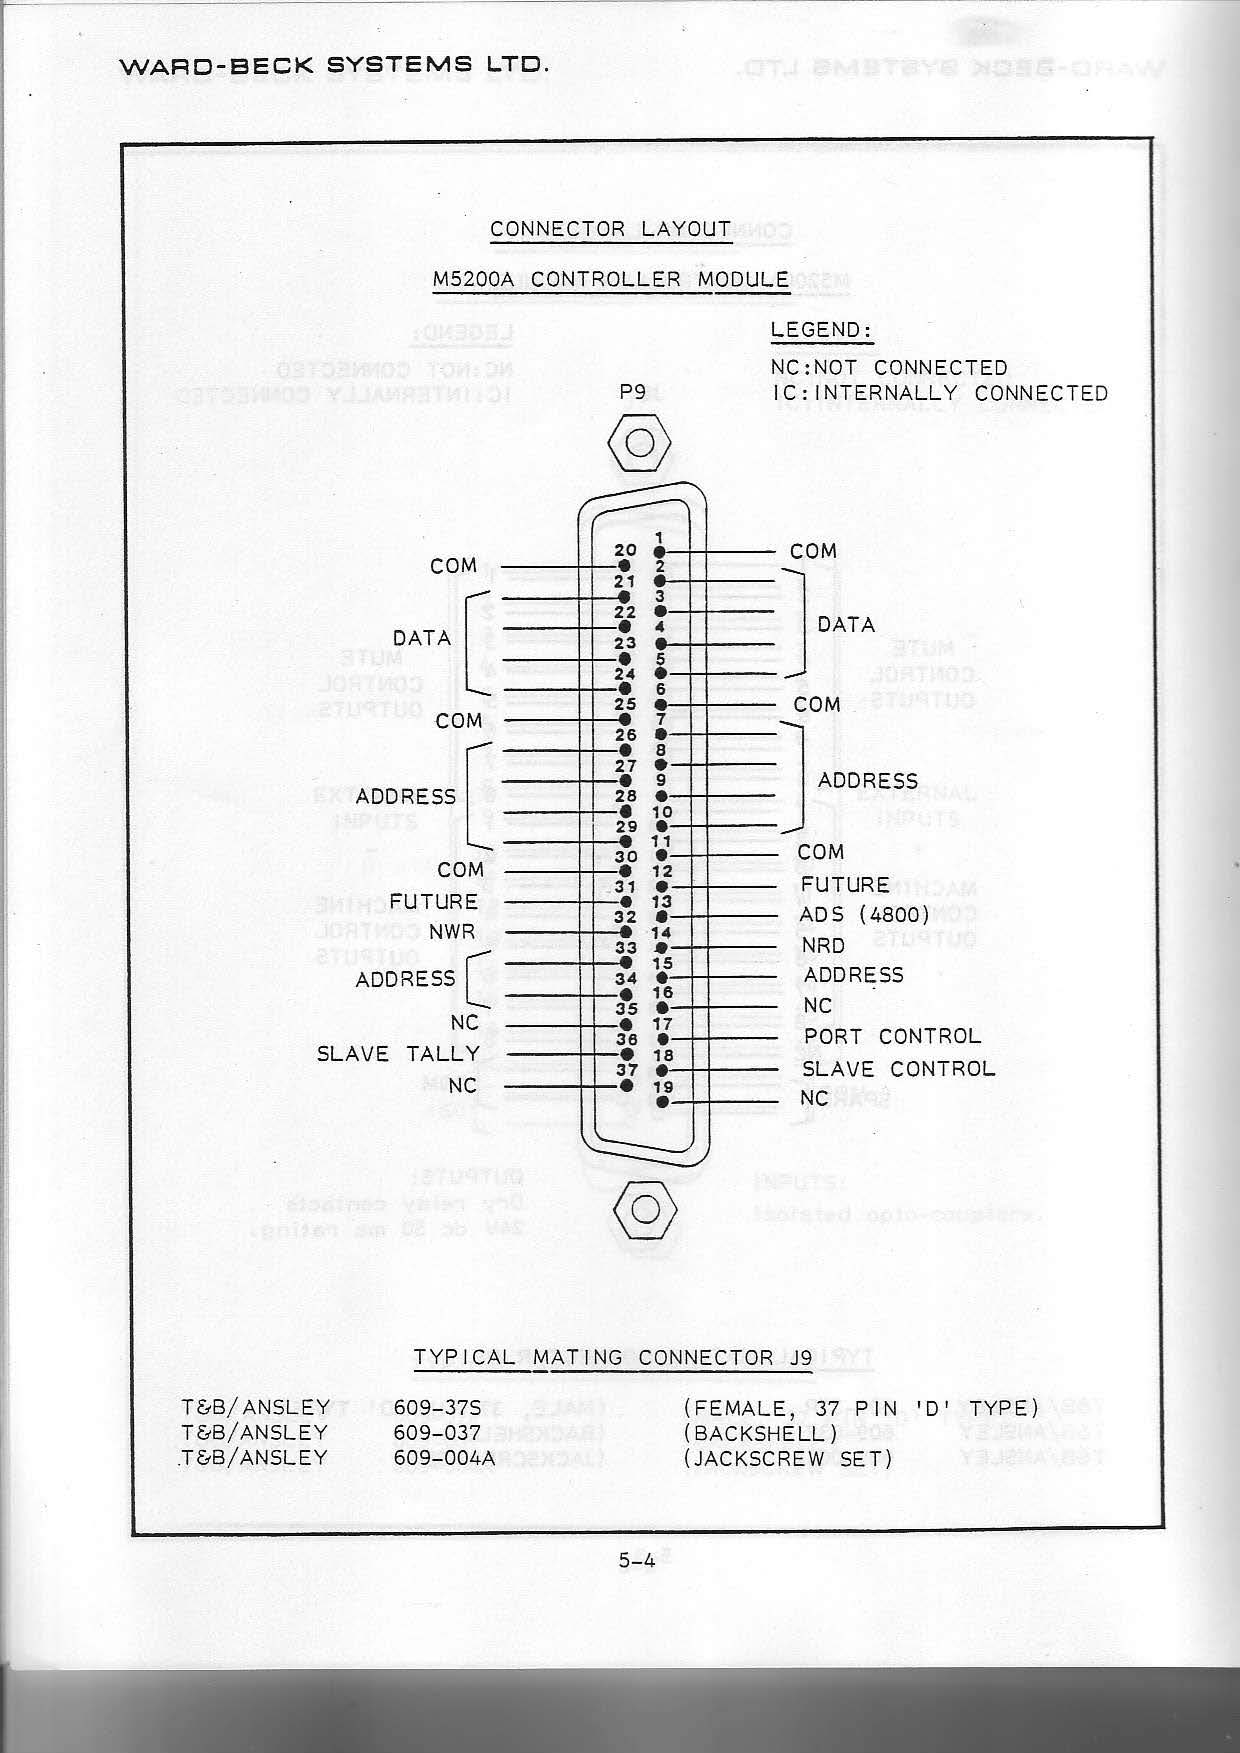 WARD-BECK SYSTEMS LTD.
CONNECTOR LAYOUT
M5200A CONTROLLER MODULE
LEGEND:
NC:NOT CONNECTED
IC:INTERNALLY CONNECTED
P9
1
20
COM
COM
2
21
3
22
DATA
4
DATA
23
5
24
6
25
COM
COM
7
26
8
27
ADDRESS
9
ADDRESS
28
10
29
11
30
COM
COM
12
31
FUTURE
FUTURE
13
32
ADS (4800)
NWR
14
33
NRD
15
34
ADDRESS
ADDRESS
16
35
NC
NC
17
36
PORT CONTROL
SLAVE TALLY
18
37
SLAVE CONTROL
NC
19
NC
TYPICAL MATING CONNECTOR J9
T&B/ANSLEY 609-37S (FEMALE, 37 PIN 'D' TYPE)
T&B/ANSLEY 609-037 (BACKSHELL)
T&B/ANSLEY 609-004A (JACKSCREW SET)
5-4